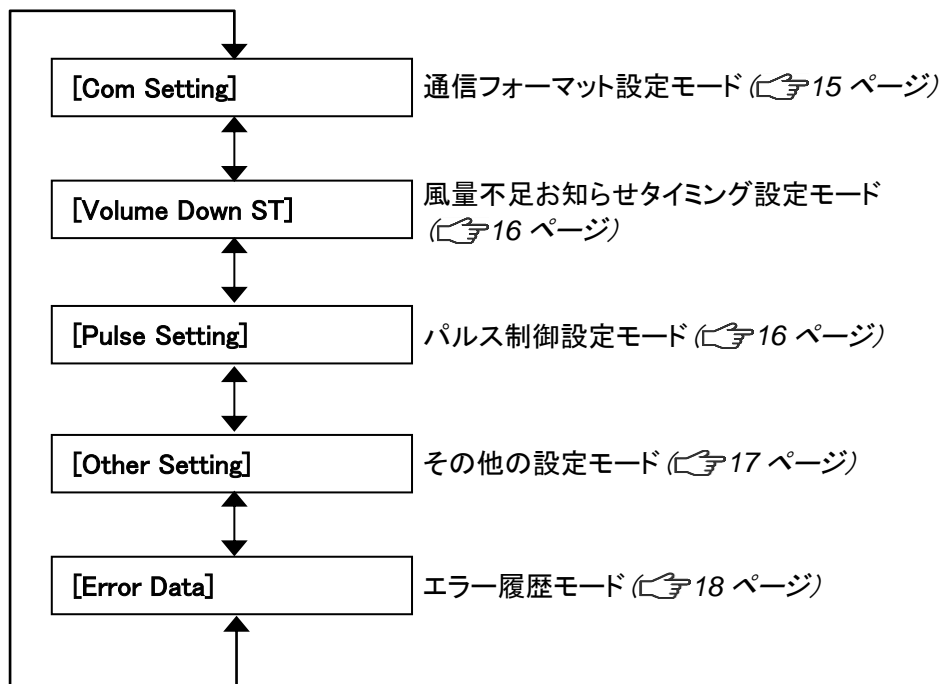 [Com Setting] 通信フォーマット設定モード(☞15 ページ)
[Volume Down ST] 風量不足お知らせタイミング設定モード
(☞16 ページ)
[Pulse Setting] パルス制御設定モード(☞16 ページ)
[Other Setting] その他の設定モード(☞17 ページ)
[Error Data] エラー履歴モード(☞18 ページ)